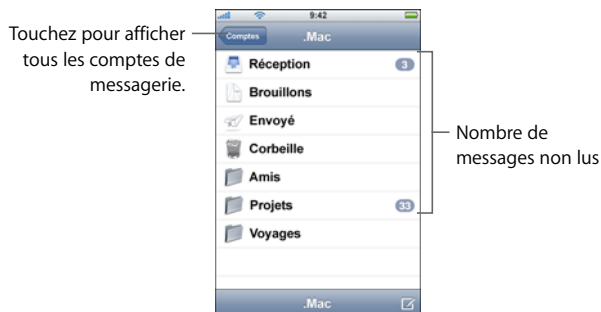 Touchez pour afficher
tous les comptes de
messagerie.
9:42
Comptes
.Mac
Réception
3
Brouillons
Envoyé
Corbeille
Amis
Projets
33
Voyages
.Mac
Nombre de
messages non lus